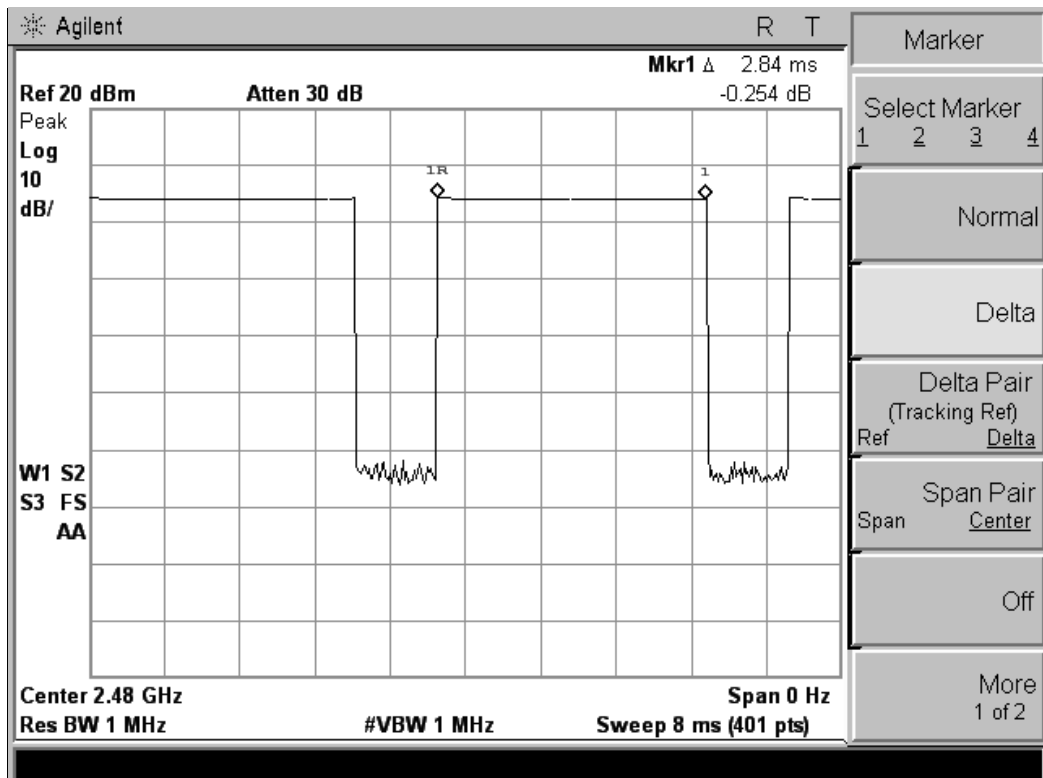 Agilent R T
Mkr1 Δ 2.84 ms
Ref 20 dBm Atten 30 dB -0.254 dB
Peak
Log
10
dB/
1R
1
W1 S2
S3 FS
AA
Center 2.48 GHz Span 0 Hz
Res BW 1 MHz #VBW 1 MHz Sweep 8 ms (401 pts)
Marker
Select Marker
1 2 3 4
Normal
Delta
Delta Pair
(Tracking Ref)
Ref Delta
Span Pair
Span Center
Off
More
1 of 2